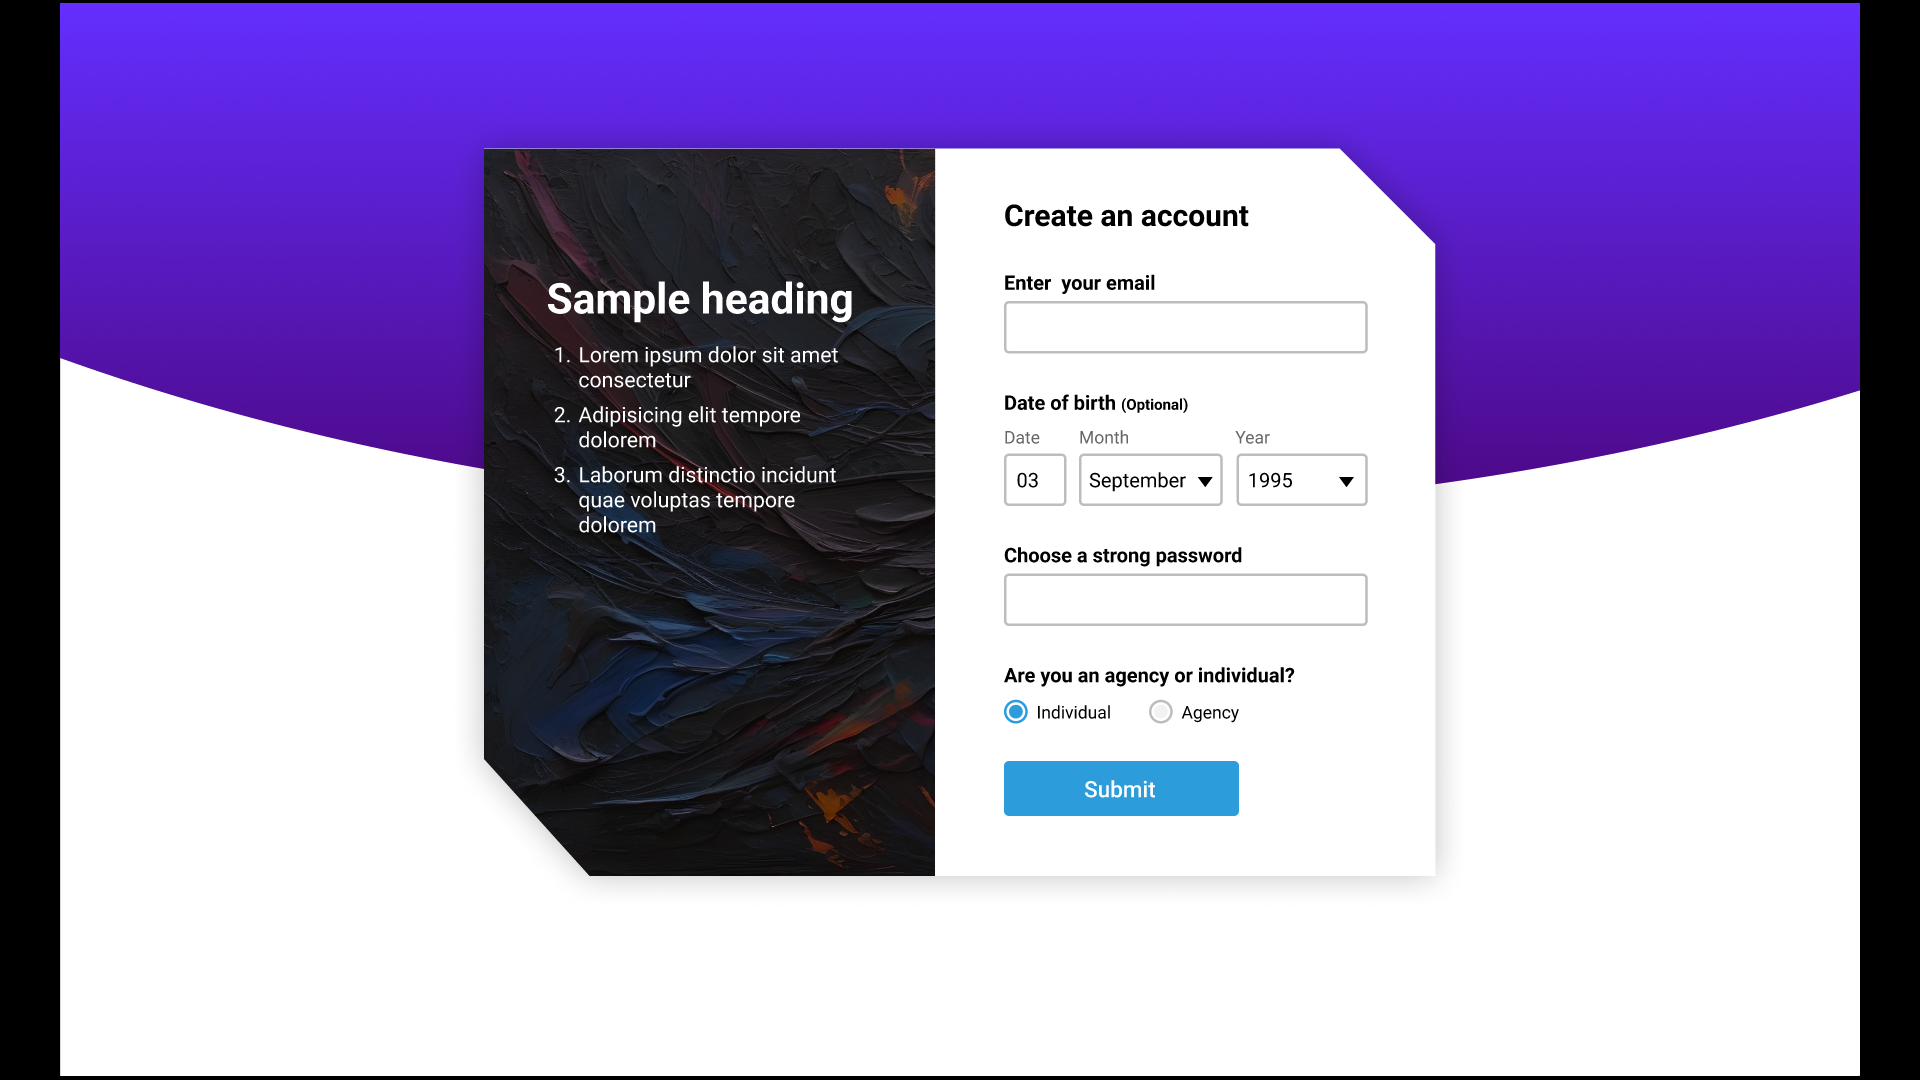 Sample heading
1. Lorem ipsum dolor sit amet
consectetur
2. Adipisicing elit tempore
dolorem
3. Laborum distinctio incidunt
quae voluptas tempore
dolorem
Create an account
Enter  your email
Date of birth (Optional)
Date Month Year
03 September 1995
Choose a strong password
Are you an agency or individual?
Individual Agency
Submit